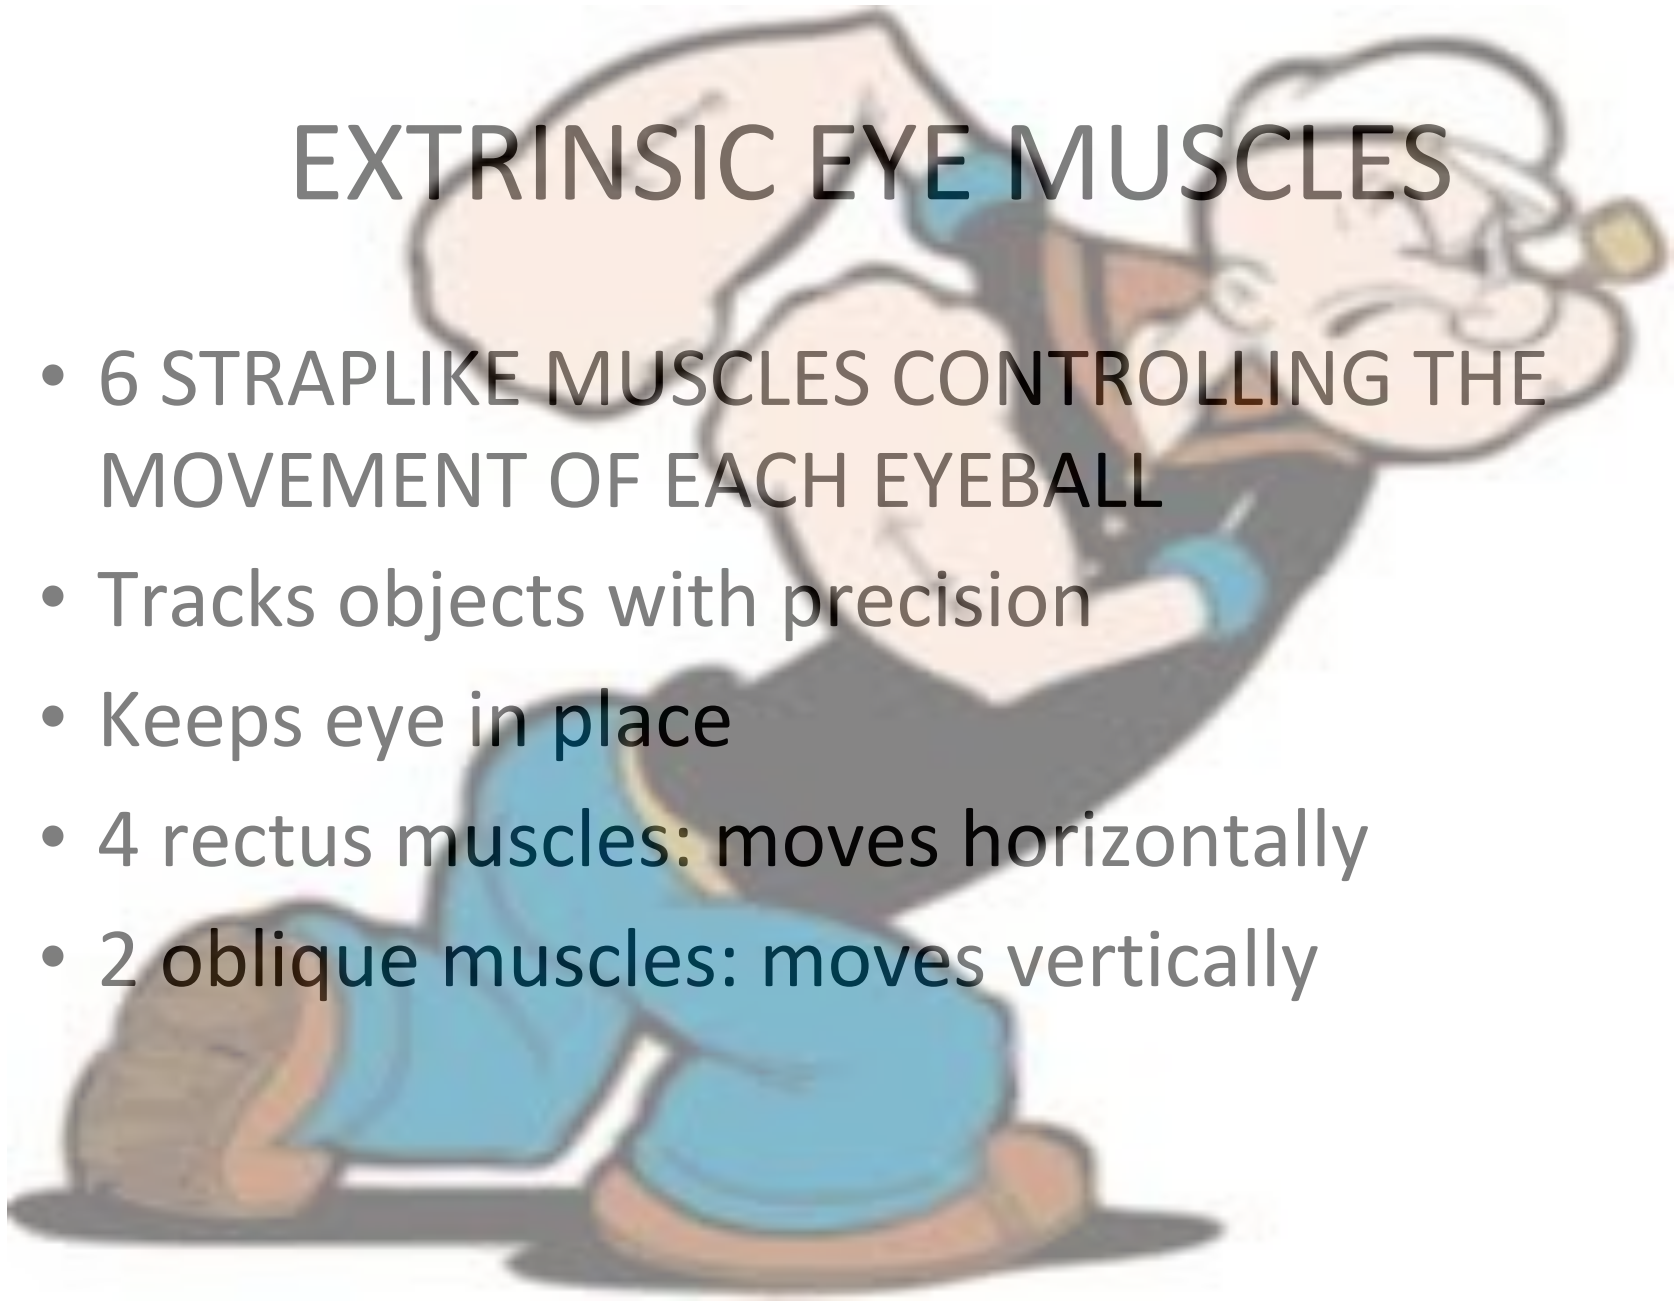 EXTRINSIC EYE MUSCLES
• 6 STRAPLIKE MUSCLES CONTROLLING THE
MOVEMENT OF EACH EYEBALL
• Tracks objects with precision
• Keeps eye in place
• 4 rectus muscles: moves horizontally
• 2 oblique muscles: moves vertically